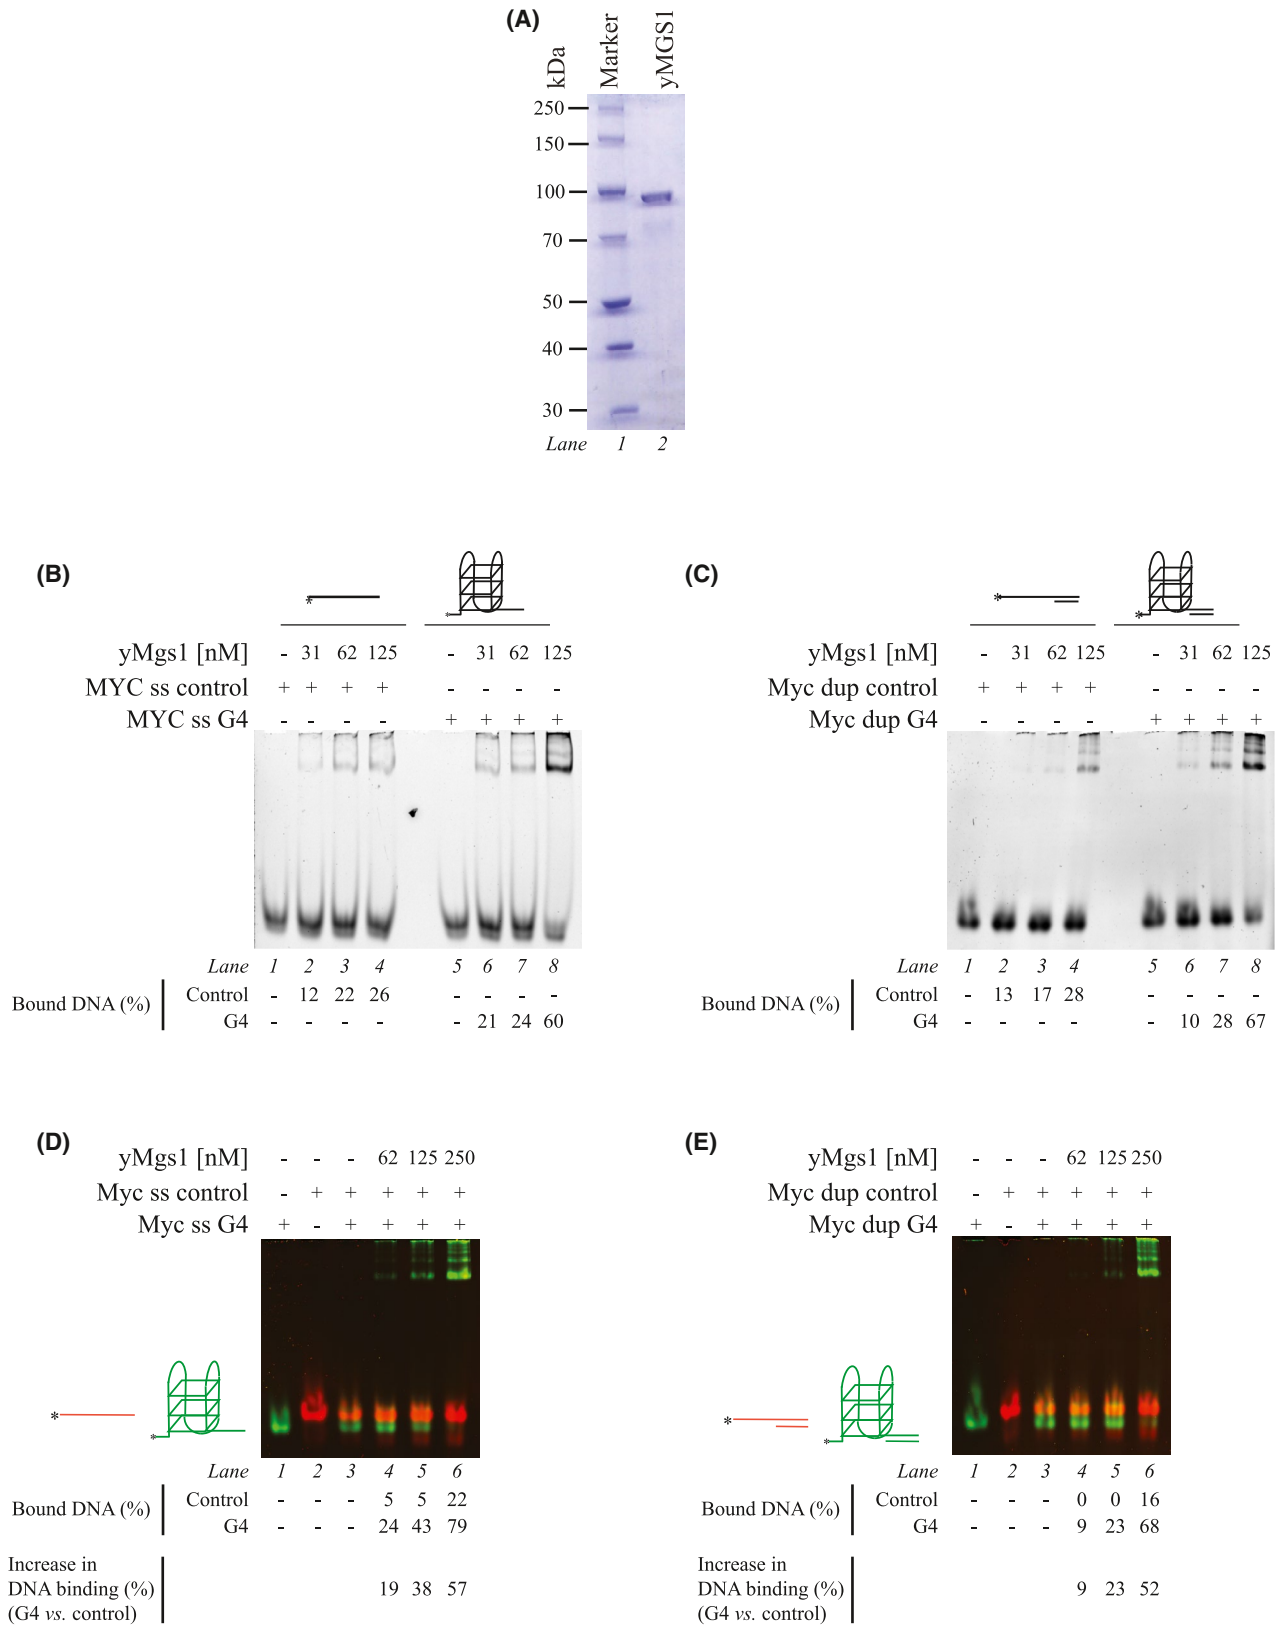 (A)
kDa
Marker
yMGS1
250
150
100
70
50
40
30
Lane 1 2
(B)
yMgs1 [nM] - 31 62 125 - 31 62 125
MYC ss control + + + + - - - -
MYC ss G4 - - - - + + + +
Lane 1 2 3 4 5 6 7 8
Bound DNA (%)
Control - 12 22 26 - - - -
G4 - - - - - 21 24 60
(C)
yMgs1 [nM] - 31 62 125 - 31 62 125
Myc dup control + + + + - - - -
Myc dup G4 - - - - + + + +
Lane 1 2 3 4 5 6 7 8
Bound DNA (%)
Control - 13 17 28 - - - -
G4 - - - - - 10 28 67
(D)
yMgs1 [nM] - - - 62 125 250
Myc ss control - + + + + +
Myc ss G4 + - + + + +
*
*
Lane 1 2 3 4 5 6
Bound DNA (%)
Control - - - 5 5 22
G4 - - - 24 43 79
Increase in
DNA binding (%) 19 38 57
(G4 vs. control)
(E)
yMgs1 [nM] - - - 62 125 250
Myc dup control - + + + + +
Myc dup G4 + - + + + +
*
*
Lane 1 2 3 4 5 6
Bound DNA (%)
Control - - - 0 0 16
G4 - - - 9 23 68
Increase in
DNA binding (%) 9 23 52
(G4 vs. control)